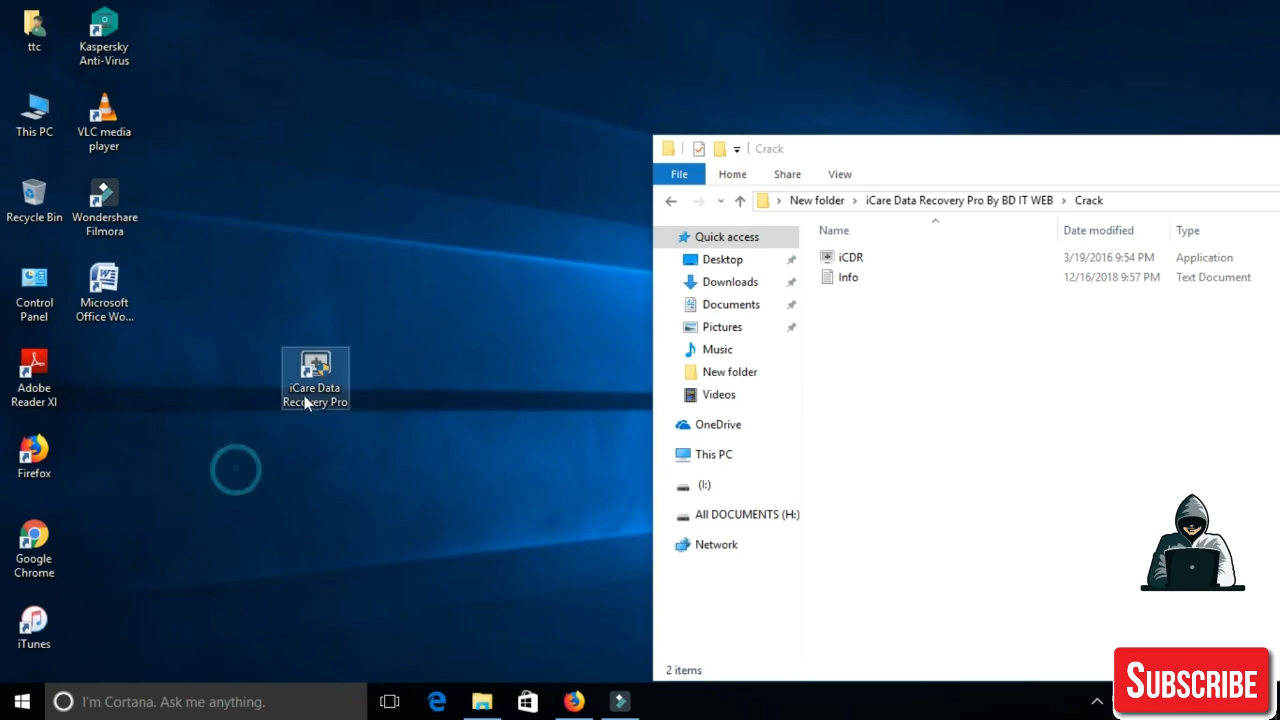 ttc
Kaspersky
Anti-Virus
This PC
VLC media
player
Recycle Bin
Wondershare
Filmora
Control
Panel
Microsoft
Office Wo...
Adobe
Reader XI
Firefox
Google
Chrome
iTunes
iCare Data
Recovery Pro
Crack
File Home Share View
New folder iCare Data Recovery Pro By BD IT WEB Crack
Name Date modified Type
iCDR 3/19/2016 9:54 PM Application
Info 12/16/2018 9:57 PM Text Document
Quick access
Desktop
Downloads
Documents
Pictures
Music
New folder
Videos
OneDrive
This PC
(I:)
All DOCUMENTS (H:)
Network
2 items
SUBSCRIBE
I'm Cortana. Ask me anything.